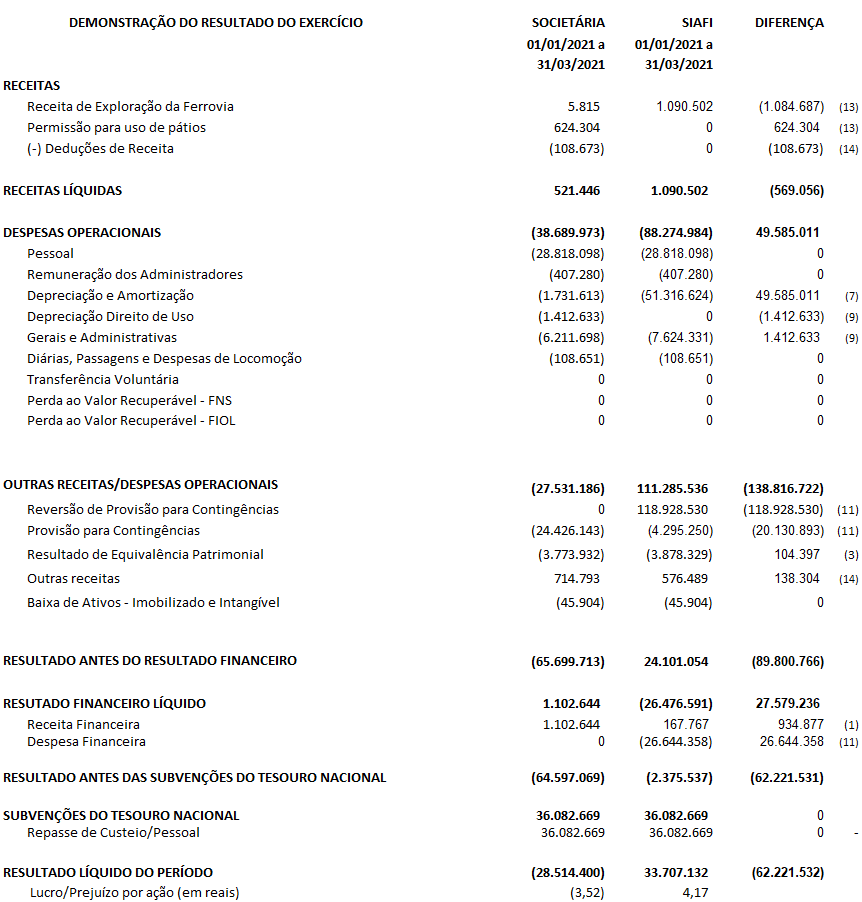 DEMONSTRAÇÃO DO RESULTADO DO EXERCÍCIO SOCIETÁRIA SIAFI DIFERENÇA
01/01/2021 a 01/01/2021 a
31/03/2021 31/03/2021
RECEITAS
Receita de Exploração da Ferrovia 5.815 1.090.502 (1.084.687) (13)
Permissão para uso de pátios 624.304 0 624.304 (13)
(-) Deduções de Receita (108.673) 0 (108.673) (14)
RECEITAS LÍQUIDAS 521.446 1.090.502 (569.056)
DESPESAS OPERACIONAIS (38.689.973) (88.274.984) 49.585.011
Pessoal (28.818.098) (28.818.098) 0
Remuneração dos Administradores (407.280) (407.280) 0
Depreciação e Amortização (1.731.613) (51.316.624) 49.585.011 (7)
Depreciação Direito de Uso (1.412.633) 0 (1.412.633) (9)
Gerais e Administrativas (6.211.698) (7.624.331) 1.412.633 (9)
Diárias, Passagens e Despesas de Locomoção (108.651) (108.651) 0
Transferência Voluntária 0 0 0
Perda ao Valor Recuperável - FNS 0 0 0
Perda ao Valor Recuperável - FIOL 0 0 0
OUTRAS RECEITAS/DESPESAS OPERACIONAIS (27.531.186) 111.285.536 (138.816.722)
Reversão de Provisão para Contingências 0 118.928.530 (118.928.530) (11)
Provisão para Contingências (24.426.143) (4.295.250) (20.130.893) (11)
Resultado de Equivalência Patrimonial (3.773.932) (3.878.329) 104.397 (3)
Outras receitas 714.793 576.489 138.304 (14)
Baixa de Ativos - Imobilizado e Intangível (45.904) (45.904) 0
RESULTADO ANTES DO RESULTADO FINANCEIRO (65.699.713) 24.101.054 (89.800.766)
RESUTADO FINANCEIRO LÍQUIDO 1.102.644 (26.476.591) 27.579.236
Receita Financeira 1.102.644 167.767 934.877 (1)
Despesa Financeira 0 (26.644.358) 26.644.358 (11)
RESULTADO ANTES DAS SUBVENÇÕES DO TESOURO NACIONAL (64.597.069) (2.375.537) (62.221.531)
SUBVENÇÕES DO TESOURO NACIONAL 36.082.669 36.082.669 0
Repasse de Custeio/Pessoal 36.082.669 36.082.669 0 -
RESULTADO LÍQUIDO DO PERÍODO (28.514.400) 33.707.132 (62.221.532)
Lucro/Prejuízo por ação (em reais) (3,52) 4,17